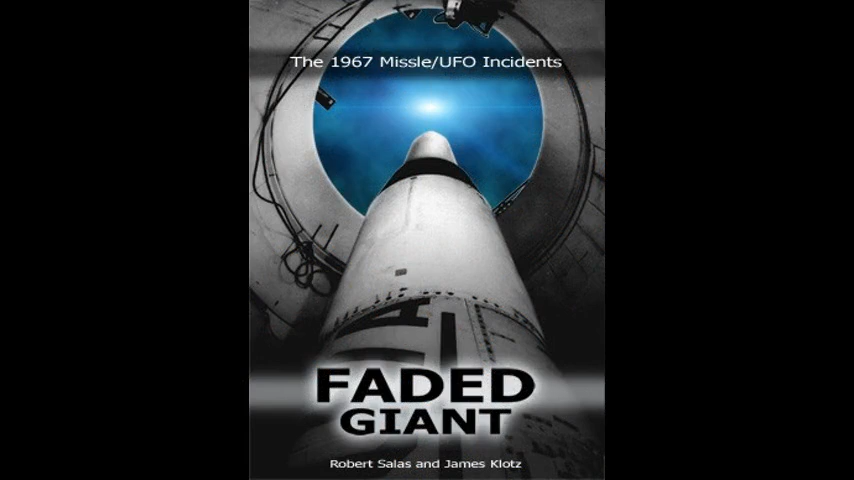 The 1967 Missle/UFO Incidents
FADED
GIANT
Robert Salas and James Klotz